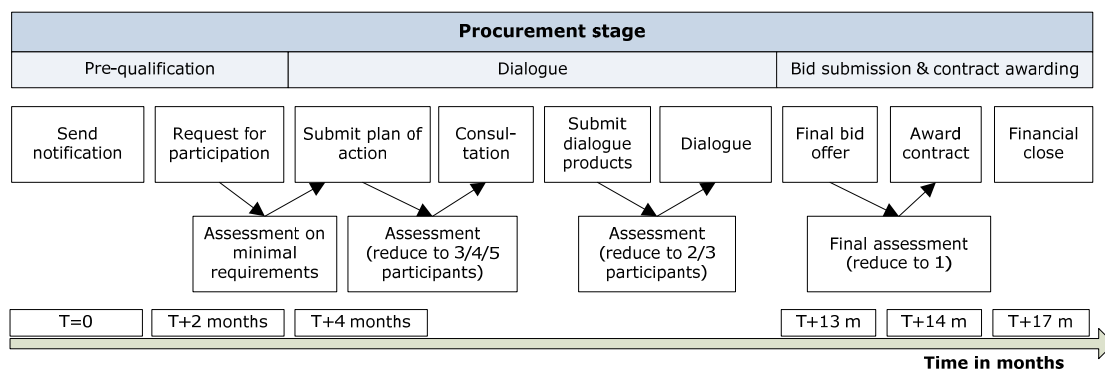 Procurement stage
Pre-qualification
Dialogue
Bid submission & contract awarding
Send
notification
Request for
participation
Submit plan of
action
Consul-
tation
Submit
dialogue
products
Dialogue
Final bid
offer
Award
contract
Financial
close
Assessment on
minimal
requirements
Assessment
(reduce to 3/4/5
participants)
Assessment
(reduce to 2/3
participants)
Final assessment
(reduce to 1)
T=0
T+2 months
T+4 months
T+13 m
T+14 m
T+17 m
Time in months